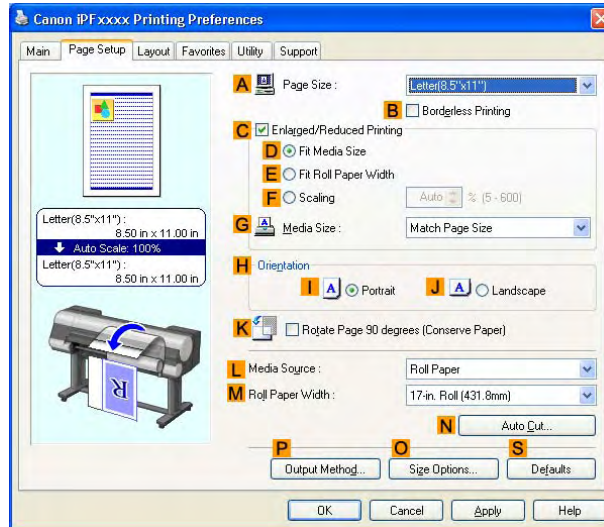 Canon iPFxxxx Printing Preferences
Main Page Setup Layout Favorites Utility Support
A Page Size : Letter(8.5"x11")
B Borderless Printing
C Enlarged/Reduced Printing
D Fit Media Size
E Fit Roll Paper Width
F Scaling Auto % (5 - 600)
Letter(8.5"x11") :
8.50 in x 11.00 in
Auto Scale: 100%
Letter(8.5"x11") :
8.50 in x 11.00 in
G A Media Size : Match Page Size
H Orientation
I A Portrait J A Landscape
K Rotate Page 90 degrees (Conserve Paper)
R
L Media Source : Roll Paper
M Roll Paper Width : 17-in. Roll (431.8mm)
N Auto Cut...
P O S
Output Method... Size Options... Defaults
OK Cancel Apply Help